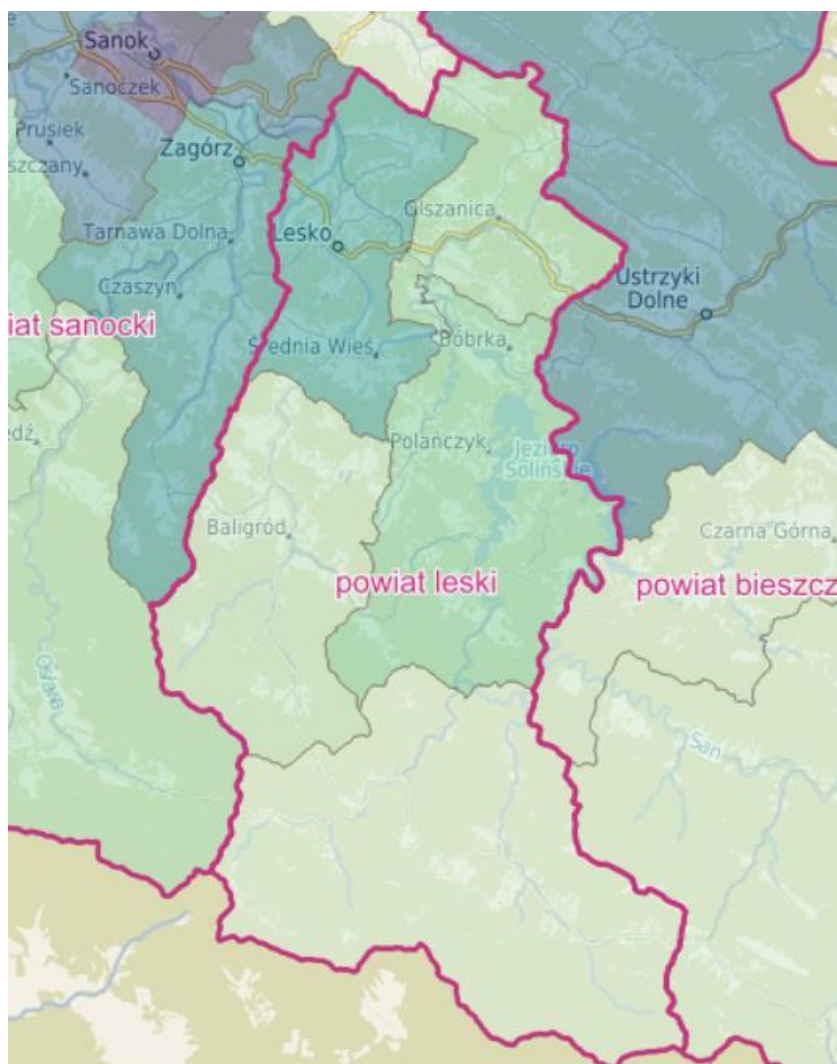 Sanok
Sanoczek
Prusiek
szczany
Zagórz
Olszanica
Tarnawa Dolna
Lesko
Ustrzyki
Dolne
Czaszyn
iat sanocki
Średnia Wieś
Bóbrka
Polańczyk
Jezioro
Solińskie
edź
Baligród
Czarna Górna
powiat leski
powiat bieszcz
Osława
San